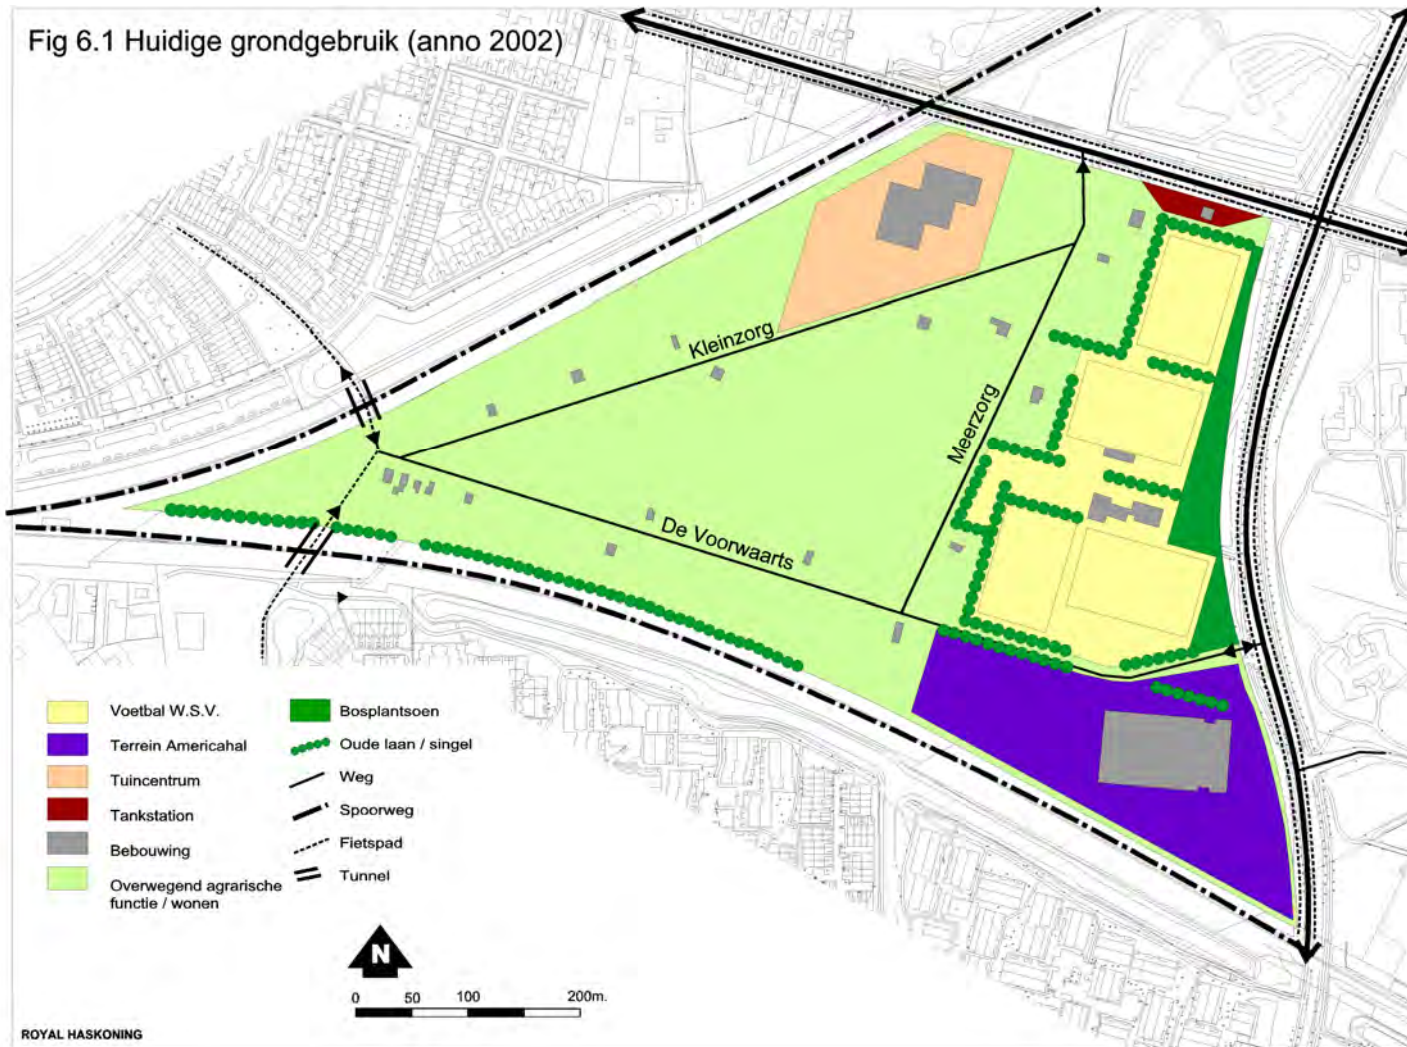 Fig 6.1 Huidige grondgebruik (anno 2002)
Kleinzorg
Meerzorg
De Voorwaarts
Voetbal W.S.V.
Terrein Americahal
Tuincentrum
Tankstation
Bebouwing
Overwegend agrarische
functie / wonen
Bosplantsoen
Oude laan / singel
Weg
Spoorweg
Fietspad
Tunnel
N
0 50 100 200m.
ROYAL HASKONING